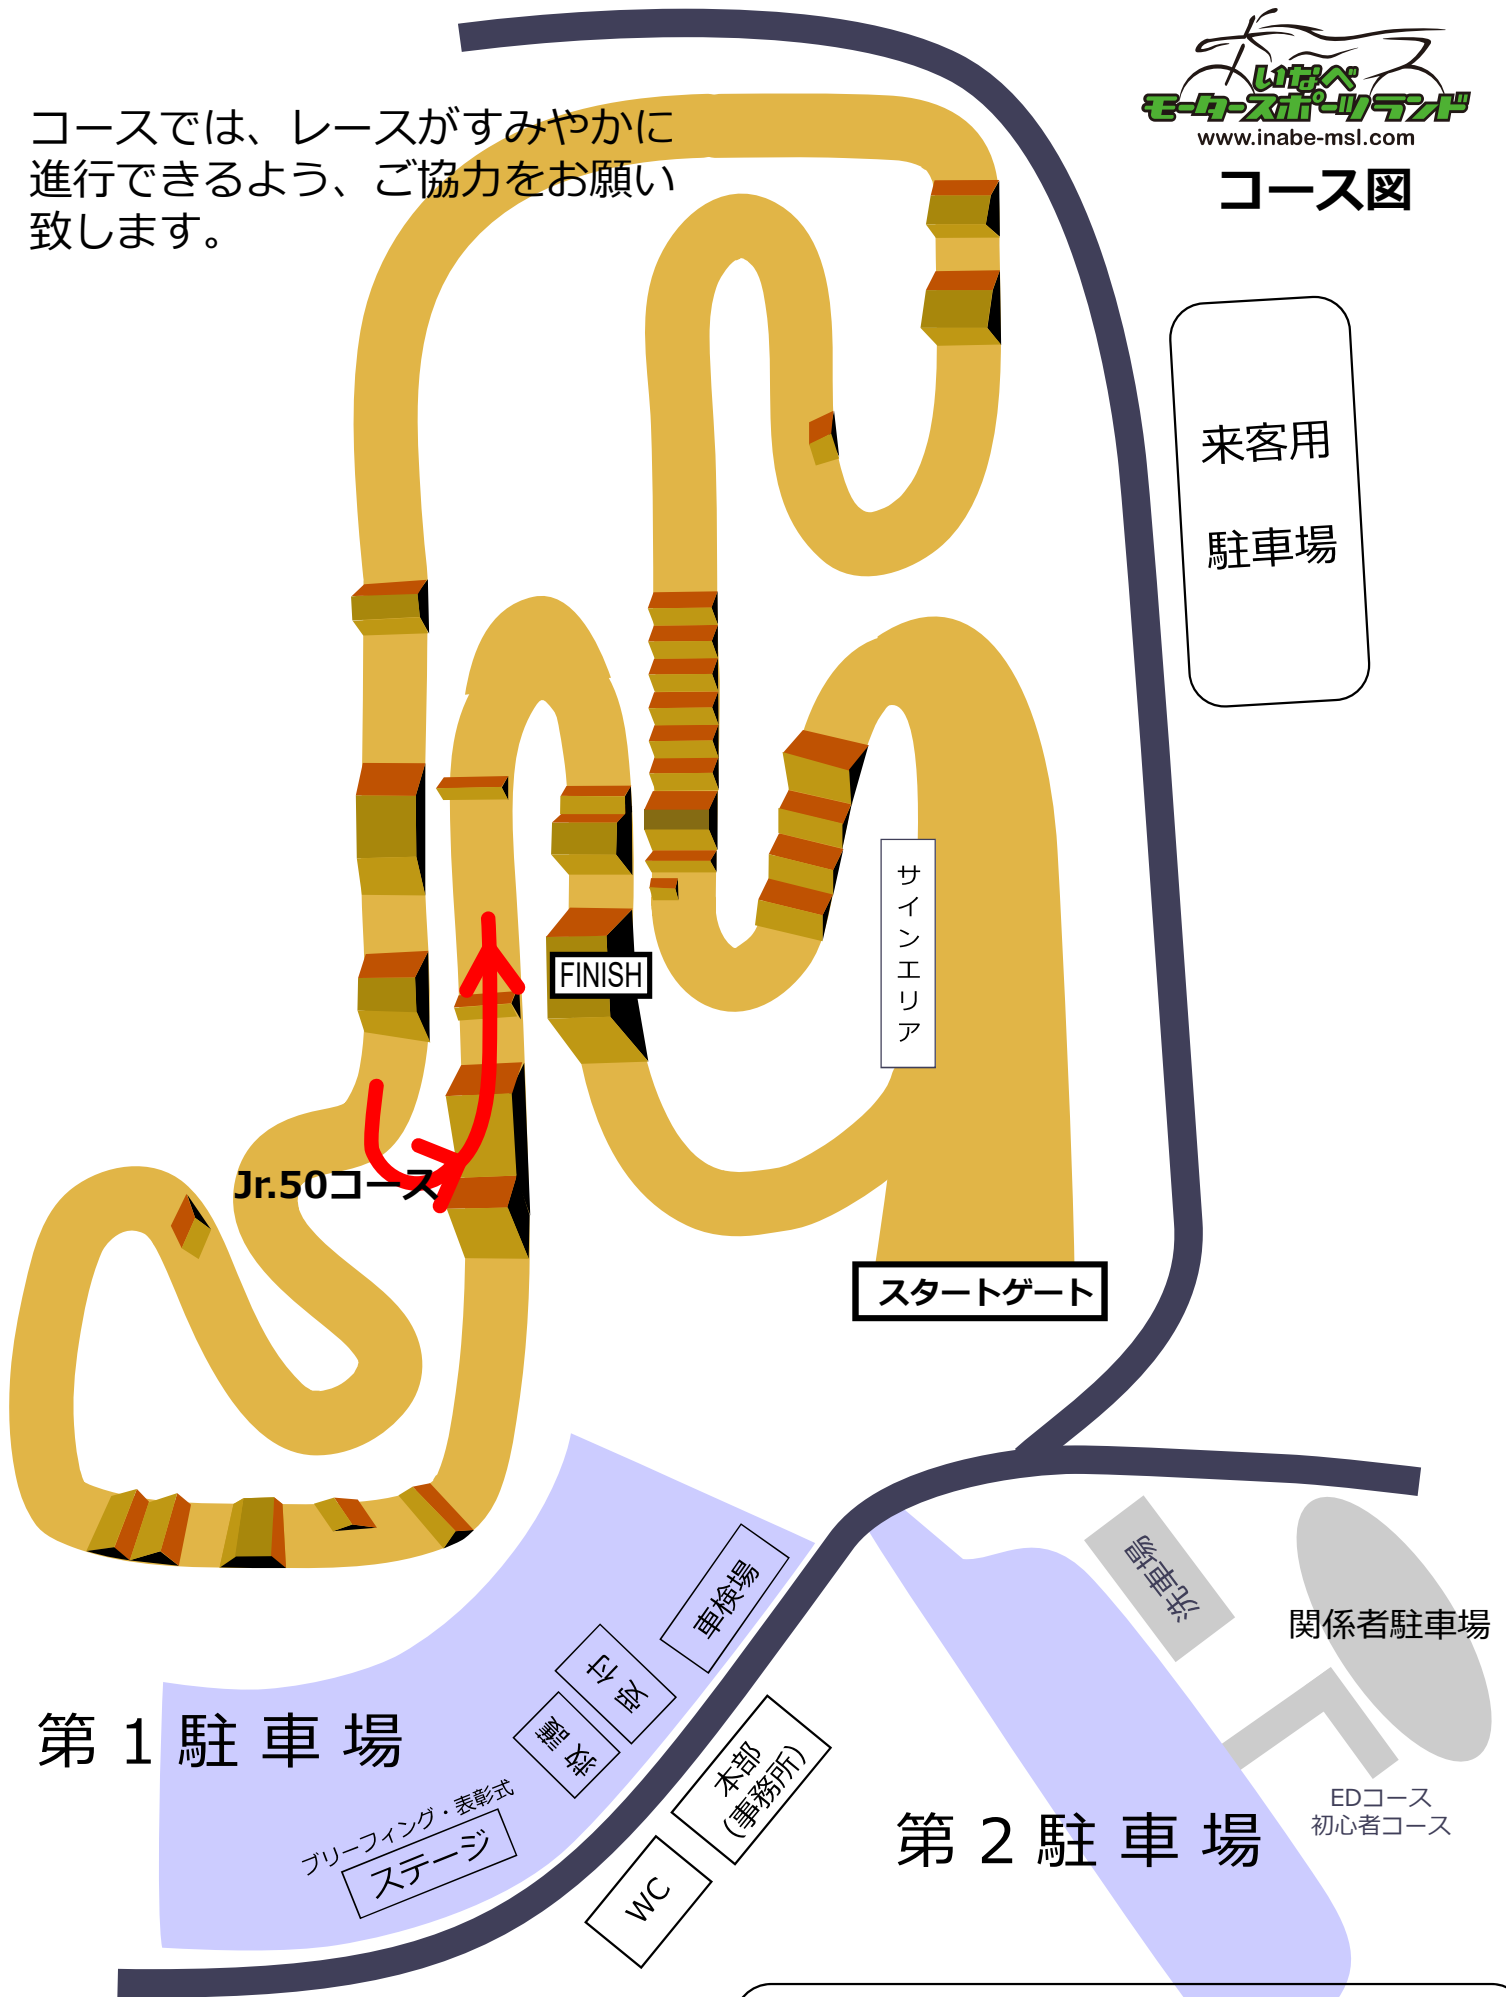 いなべ
モータースポーツランド
www.inabe-msl.com
コース図
コースでは、レースがすみやかに
進行できるよう、ご協力をお願い
致します。
来客用
駐車場
サインエリア
FINISH
Jr.50コース
スタートゲート
洗車場
車検場
関係者駐車場
受付
救護
第1駐車場
本部
(事務所)
ブリーフィング・表彰式
ステージ
EDコース
初心者コース
第2駐車場
WC